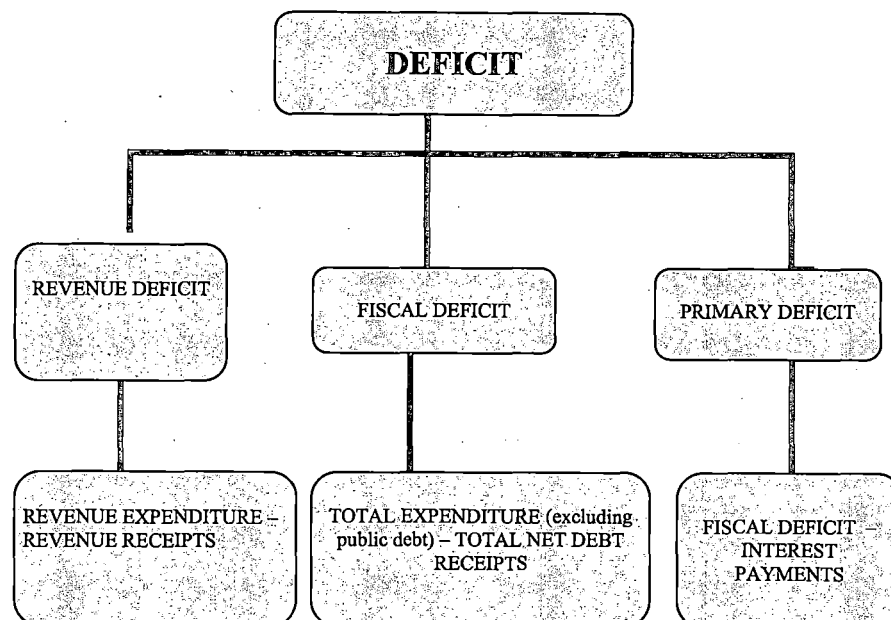 DEFICIT
REVENUE DEFICIT
FISCAL DEFICIT
PRIMARY DEFICIT
REVENUE EXPENDITURE –
REVENUE RECEIPTS
TOTAL EXPENDITURE (excluding
public debt) – TOTAL NET DEBT
RECEIPTS
FISCAL DEFICIT –
INTEREST
PAYMENTS